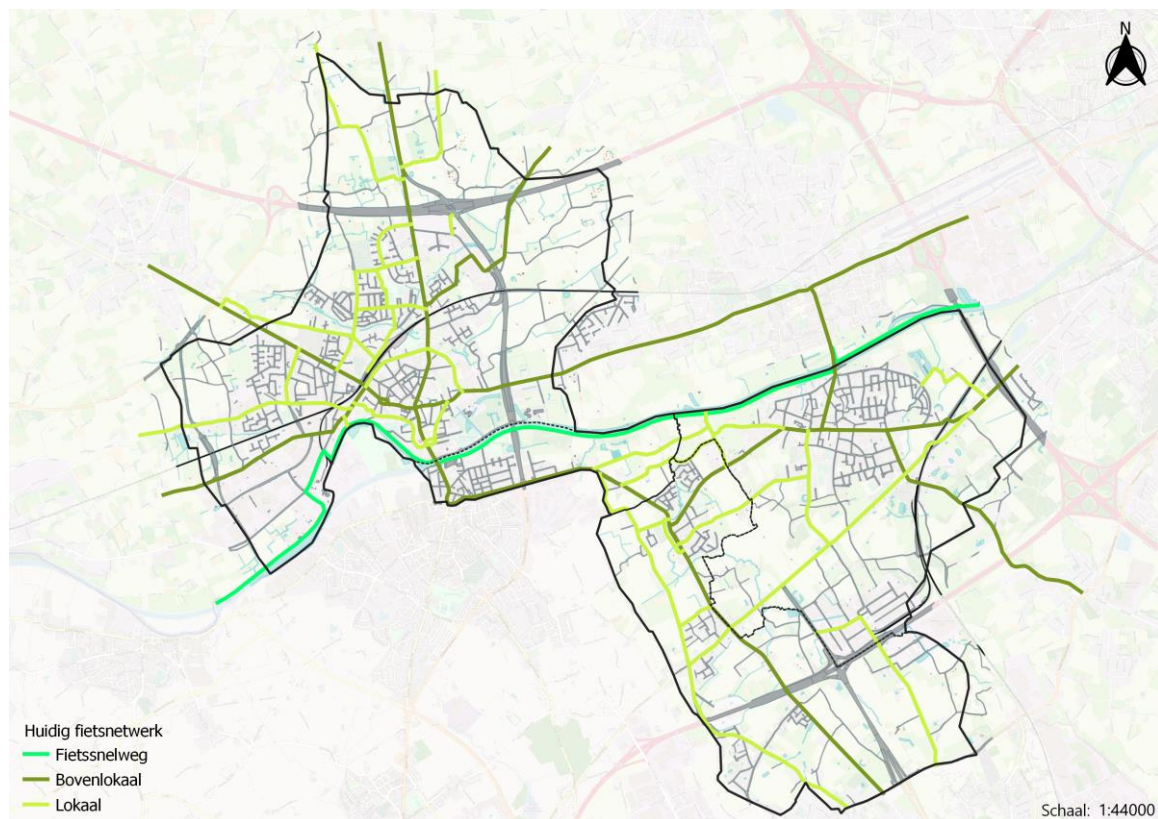 N
Huidig fietsnetwerk
Fietssnelweg
Bovenlokaal
Lokaal
Schaal: 1:44000